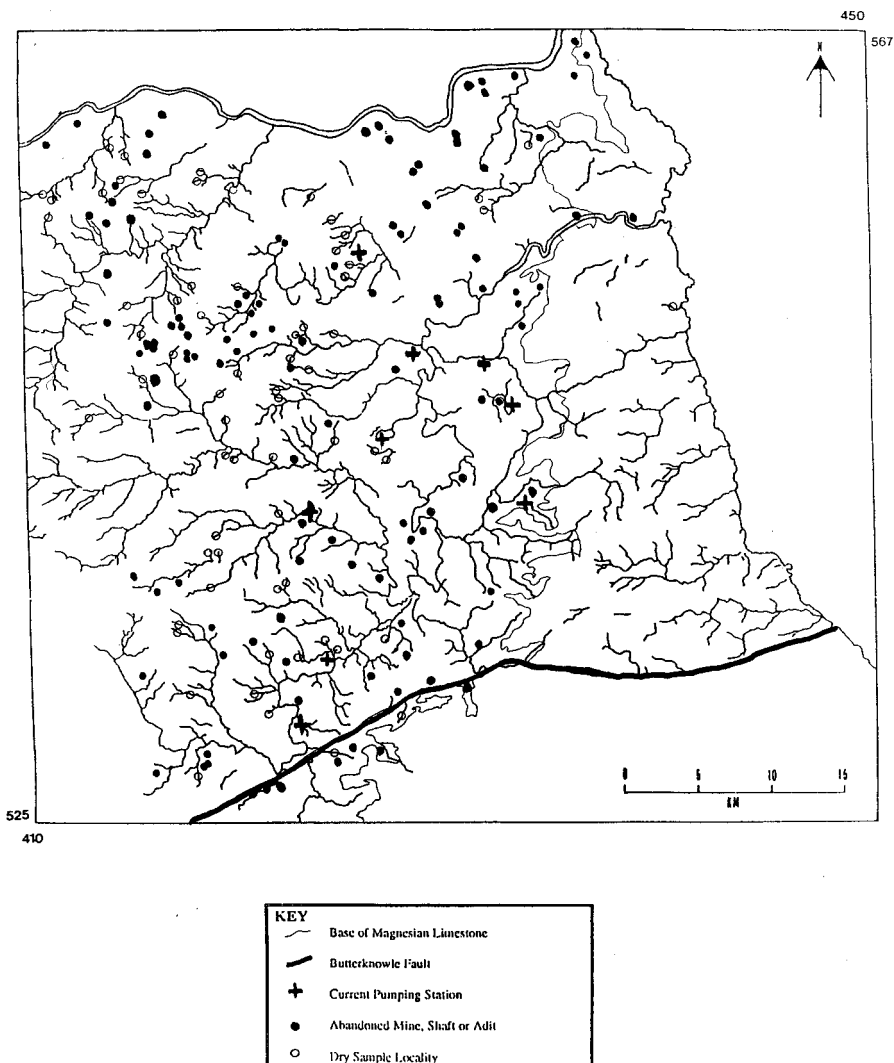 450
567
N
0 5 10 15
KM
525
410
KEY
Base of Magnesian Limestone
Butterknowle Fault
Current Pumping Station
Abandoned Mine, Shaft or Adit
Dry Sample Locality